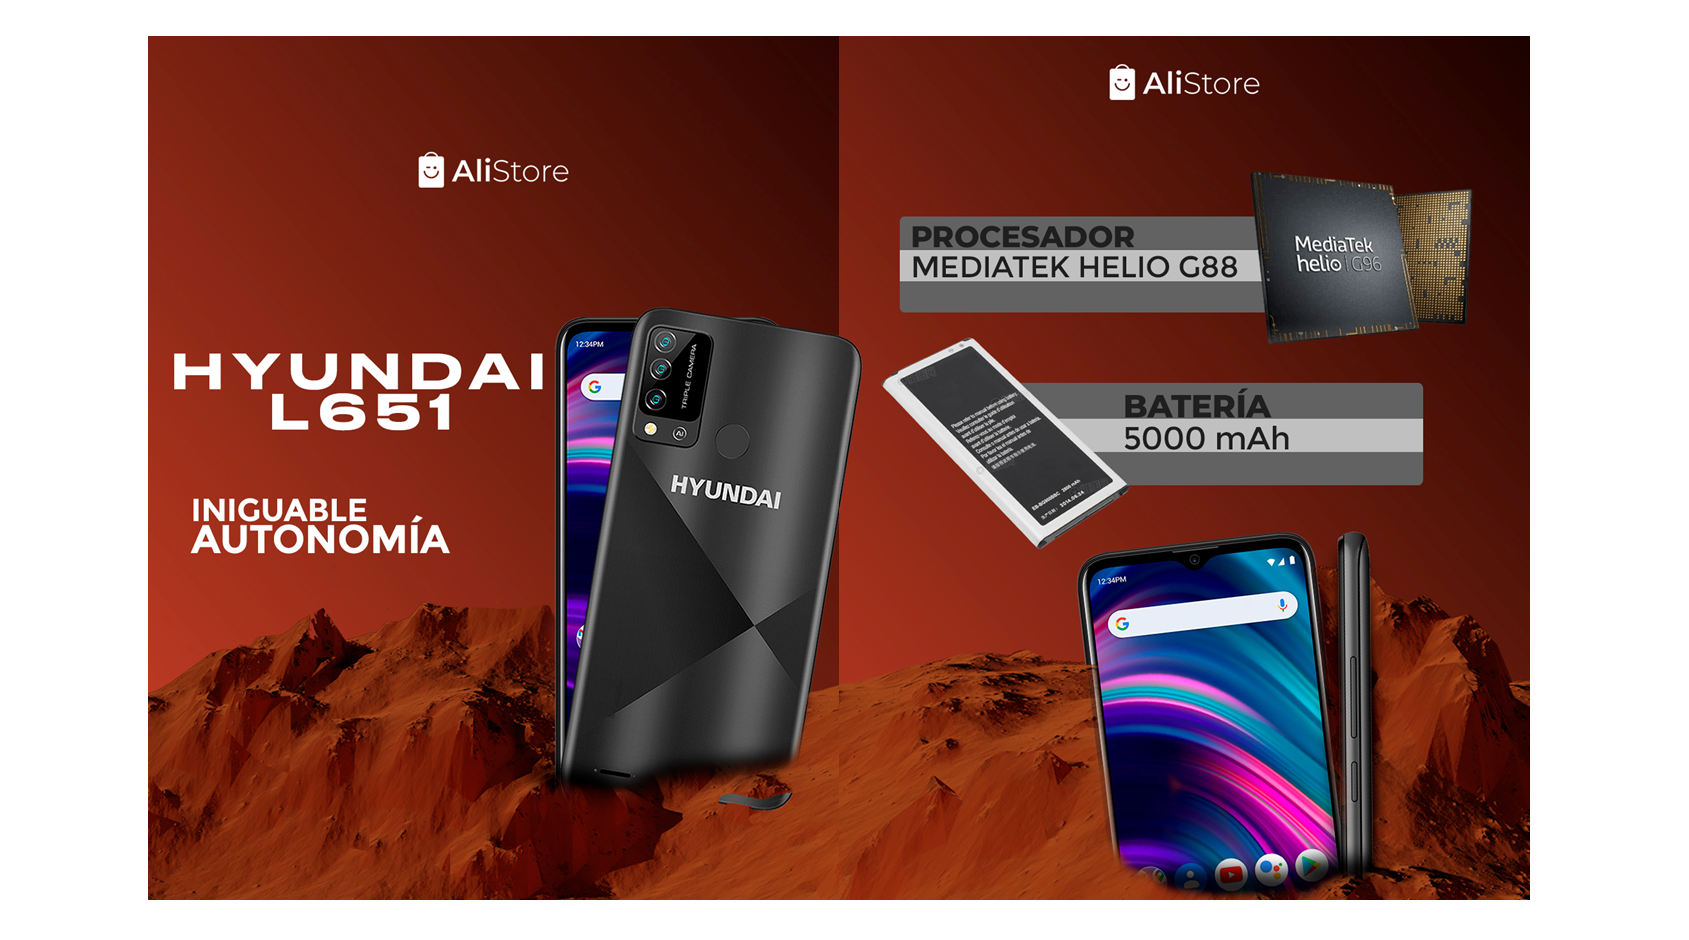 AliStore
HYUNDAI
L651
INIGUABLE
AUTONOMÍA
12:34PM
TRIPLE CAMERA
AI
HYUNDAI
AliStore
PROCESADOR
MEDIATEK HELIO G88
MediaTek
helio G96
BATERÍA
5000 mAh
12:34PM